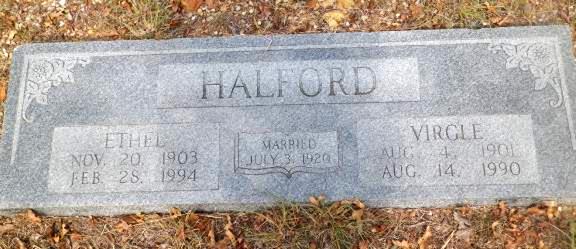 HALFORD
ETHEL
NOV. 20, 1903
FEB. 28, 1994
MARRIED
JULY 3, 1920
VIRGLE
AUG. 4, 1901
AUG. 14, 1990